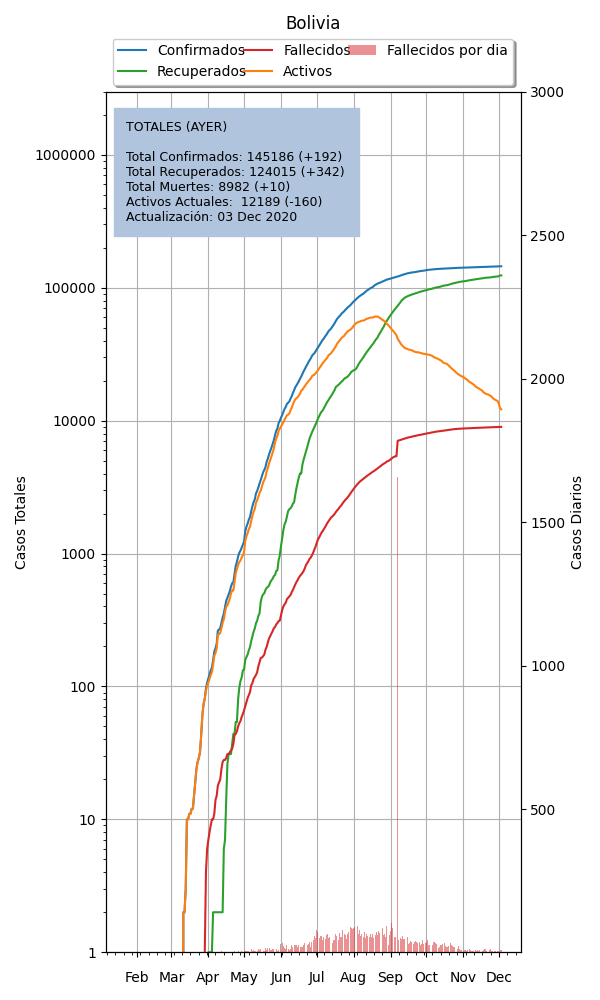 Bolivia
Confirmados
Recuperados
Fallecidos
Activos
Fallecidos por dia
TOTALES (AYER)
Total Confirmados: 145186 (+192)
Total Recuperados: 124015 (+342)
Total Muertes: 8982 (+10)
Activos Actuales:  12189 (-160)
Actualización: 03 Dec 2020
Casos Totales
1000000
100000
10000
1000
100
10
1
3000
2500
2000
1500
1000
500
Casos Diarios
Feb Mar Apr May Jun Jul Aug Sep Oct Nov Dec